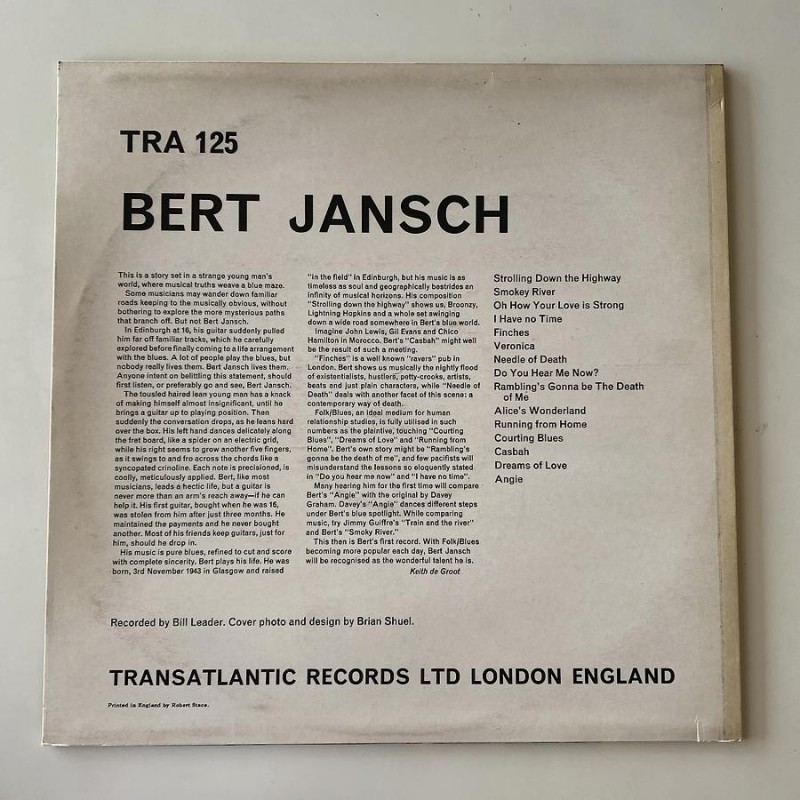 TRA 125
BERT JANSCH
This is a story set in a strange young man's
world, where musical truths weave a blue maze.
Some musicians may wander down familiar
roads keeping to the musically obvious, without
bothering to explore the more mysterious paths
that branch off. But not Bert Jansch.
In Edinburgh at 16, his guitar suddenly pulled
him far off familiar tracks, which he carefully
explored before finally coming to a life arrangement
with the blues. A lot of people play the blues, but
nobody really lives them. Bert Jansch lives them.
Anyone intent on belittling this statement, should
first listen, or preferably go and see, Bert Jansch.
The tousled haired lean young man has a knack
of making himself almost insignificant, until he
brings a guitar up to playing position. Then
suddenly the conversation drops, as he leans hard
over the box. His left hand dances delicately along
the fret board, like a spider on an electric grid,
while his right seems to grow another five fingers,
as it swings to and fro across the chords like a
syncopated crinoline. Each note is precisioned, is
coolly, meticulously applied. Bert, like most
musicians, leads a hectic life, but a guitar is
never more than an arm's reach away—if he can
help it. His first guitar, bought when he was 16,
was stolen from him after just three months. He
maintained the payments and he never bought
another. Most of his friends keep guitars, just for
him, should he drop in.
His music is pure blues, refined to cut and score
with complete sincerity. Bert plays his life. He was
born, 3rd November 1943 in Glasgow and raised
"in the field" in Edinburgh, but his music is as
timeless as soul and geographically bestrides an
infinity of musical horizons. His composition
"Strolling down the highway" shows us, Broonzy,
Lightning Hopkins and a whole set swinging
down a wide road somewhere in Bert's blue world.
Imagine John Lewis, Gil Evans and Chico
Hamilton in Morocco. Bert's "Casbah" might well
be the result of such a meeting.
"Finches" is a well known "ravers" pub in
London. Bert shows us musically the nightly flood
of existentialists, hustlers, petty-crooks, artists,
beats and just plain characters, while "Needle of
Death" deals with another facet of this scene: a
contemporary way of death.
Folk/Blues, an ideal medium for human
relationship studies, is fully utilised in such
numbers as the plaintive, touching "Courting
Blues", "Dreams of Love" and "Running from
Home". Bert's own story might be "Rambling's
gonna be the death of me", and few pacifists will
misunderstand the lessons so eloquently stated
in "Do you hear me now?" and "I have no time".
Many hearing him for the first time will compare
Bert's "Angie" with the original by Davey
Graham. Davey's "Angie" dances different steps
under Bert's blue spotlight. While comparing
music, try Jimmy Guiffre's "Train and the river"
and Bert's "Smoky River."
This then is Bert's first record. With Folk/Blues
becoming more popular each day, Bert Jansch
will be recognised as the wonderful talent he is.
Keith de Groot
Strolling Down the Highway
Smokey River
Oh How Your Love is Strong
I Have no Time
Finches
Veronica
Needle of Death
Do You Hear Me Now?
Rambling's Gonna be The Death
of Me
Alice's Wonderland
Running from Home
Courting Blues
Casbah
Dreams of Love
Angie
Recorded by Bill Leader. Cover photo and design by Brian Shuel.
TRANSATLANTIC RECORDS LTD LONDON ENGLAND
Printed in England by Robert Stace.